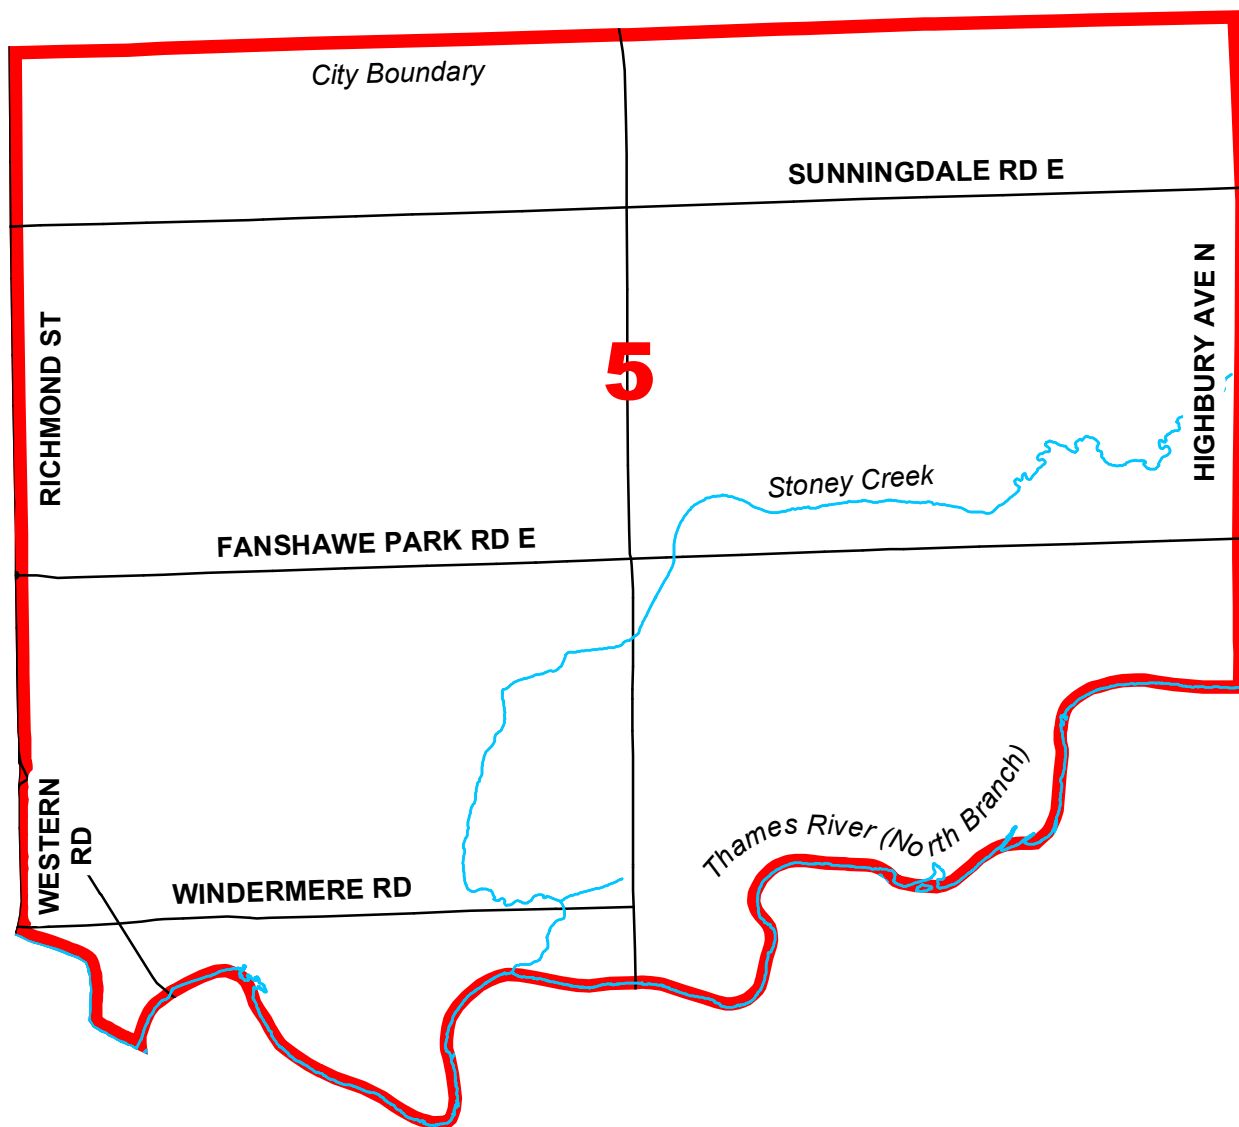 City Boundary
SUNNINGDALE RD E
HIGHBURY AVE N
RICHMOND ST
5
Stoney Creek
FANSHAWE PARK RD E
Thames River (North Branch)
WESTERN
RD
WINDERMERE RD